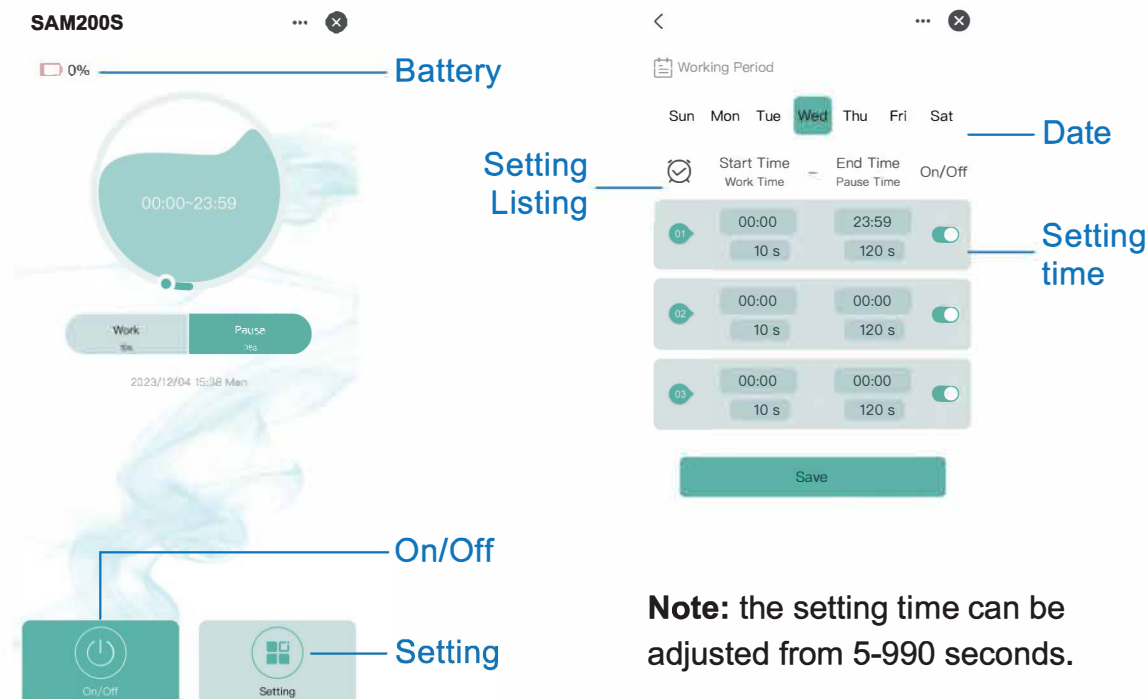 SAM200S
0%
Battery
00:00~23:59
Work
Pause
2023/12/04 15:38 Mon
On/Off
Setting
On/Off
Setting
Working Period
Sun Mon Tue Wed Thu Fri Sat
Date
Setting
Listing
Start Time – End Time On/Off
Work Time Pause Time
01 00:00 23:59
10 s 120 s
Setting
time
02 00:00 00:00
10 s 120 s
03 00:00 00:00
10 s 120 s
Save
Note: the setting time can be
adjusted from 5-990 seconds.